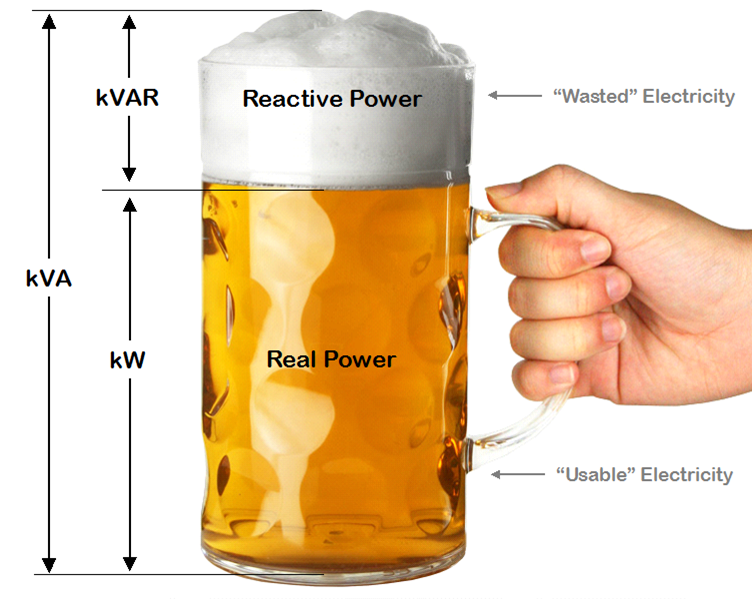 kVAR
Reactive Power
“Wasted” Electricity
kVA
kW
Real Power
“Usable” Electricity